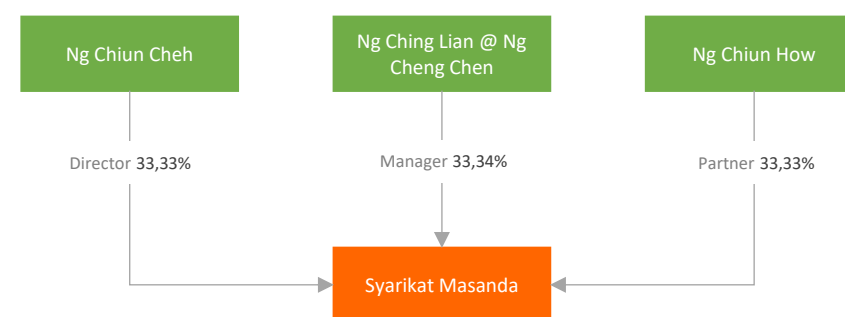 Ng Chiun Cheh
Ng Ching Lian @ Ng
Cheng Chen
Ng Chiun How
Director 33,33%
Manager 33,34%
Partner 33,33%
Syarikat Masanda